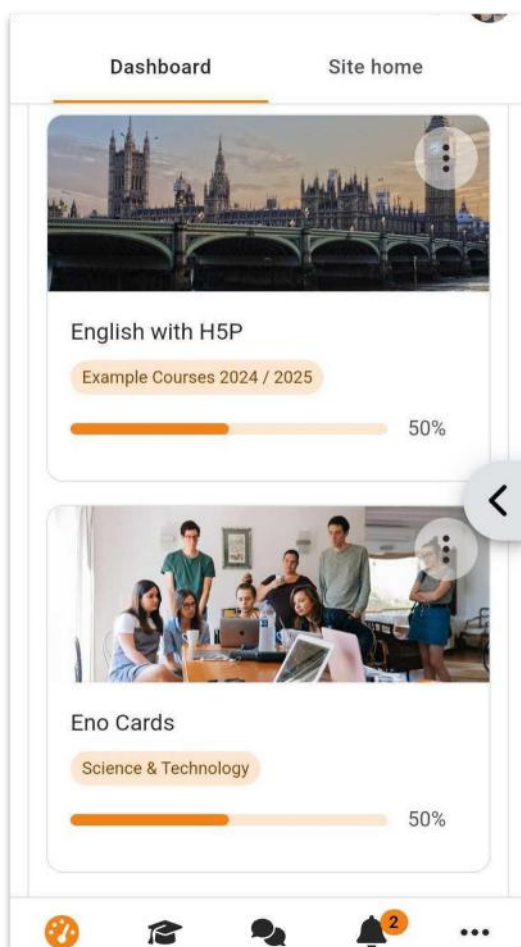 Dashboard
Site home
English with H5P
Example Courses 2024 / 2025
50%
Eno Cards
Science & Technology
50%
2